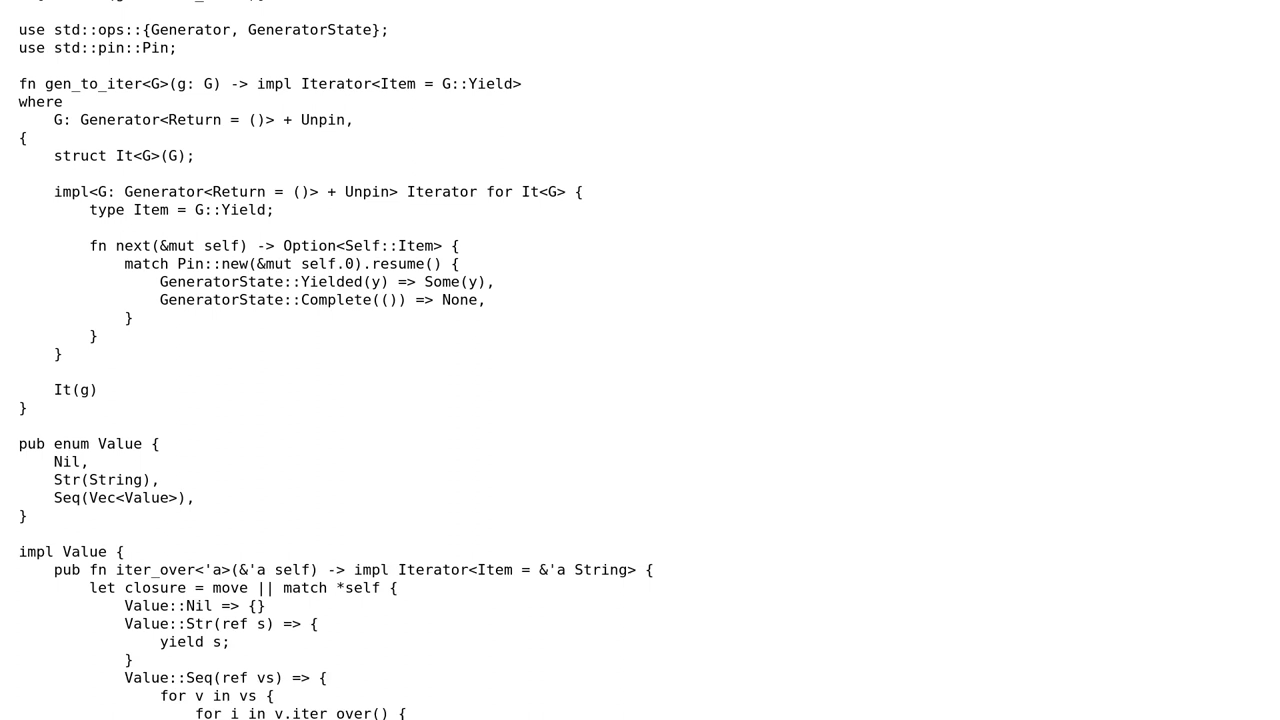 use std::ops::{Generator, GeneratorState};
use std::pin::Pin;

fn gen_to_iter<G>(g: G) -> impl Iterator<Item = G::Yield>
where
    G: Generator<Return = ()> + Unpin,
{
    struct It<G>(G);

    impl<G: Generator<Return = ()> + Unpin> Iterator for It<G> {
        type Item = G::Yield;

        fn next(&mut self) -> Option<Self::Item> {
            match Pin::new(&mut self.0).resume() {
                GeneratorState::Yielded(y) => Some(y),
                GeneratorState::Complete(()) => None,
            }
        }
    }

    It(g)
}

pub enum Value {
    Nil,
    Str(String),
    Seq(Vec<Value>),
}

impl Value {
    pub fn iter_over<'a>(&'a self) -> impl Iterator<Item = &'a String> {
        let closure = move || match *self {
            Value::Nil => {}
            Value::Str(ref s) => {
                yield s;
            }
            Value::Seq(ref vs) => {
                for v in vs {
                    for i in v.iter_over() {